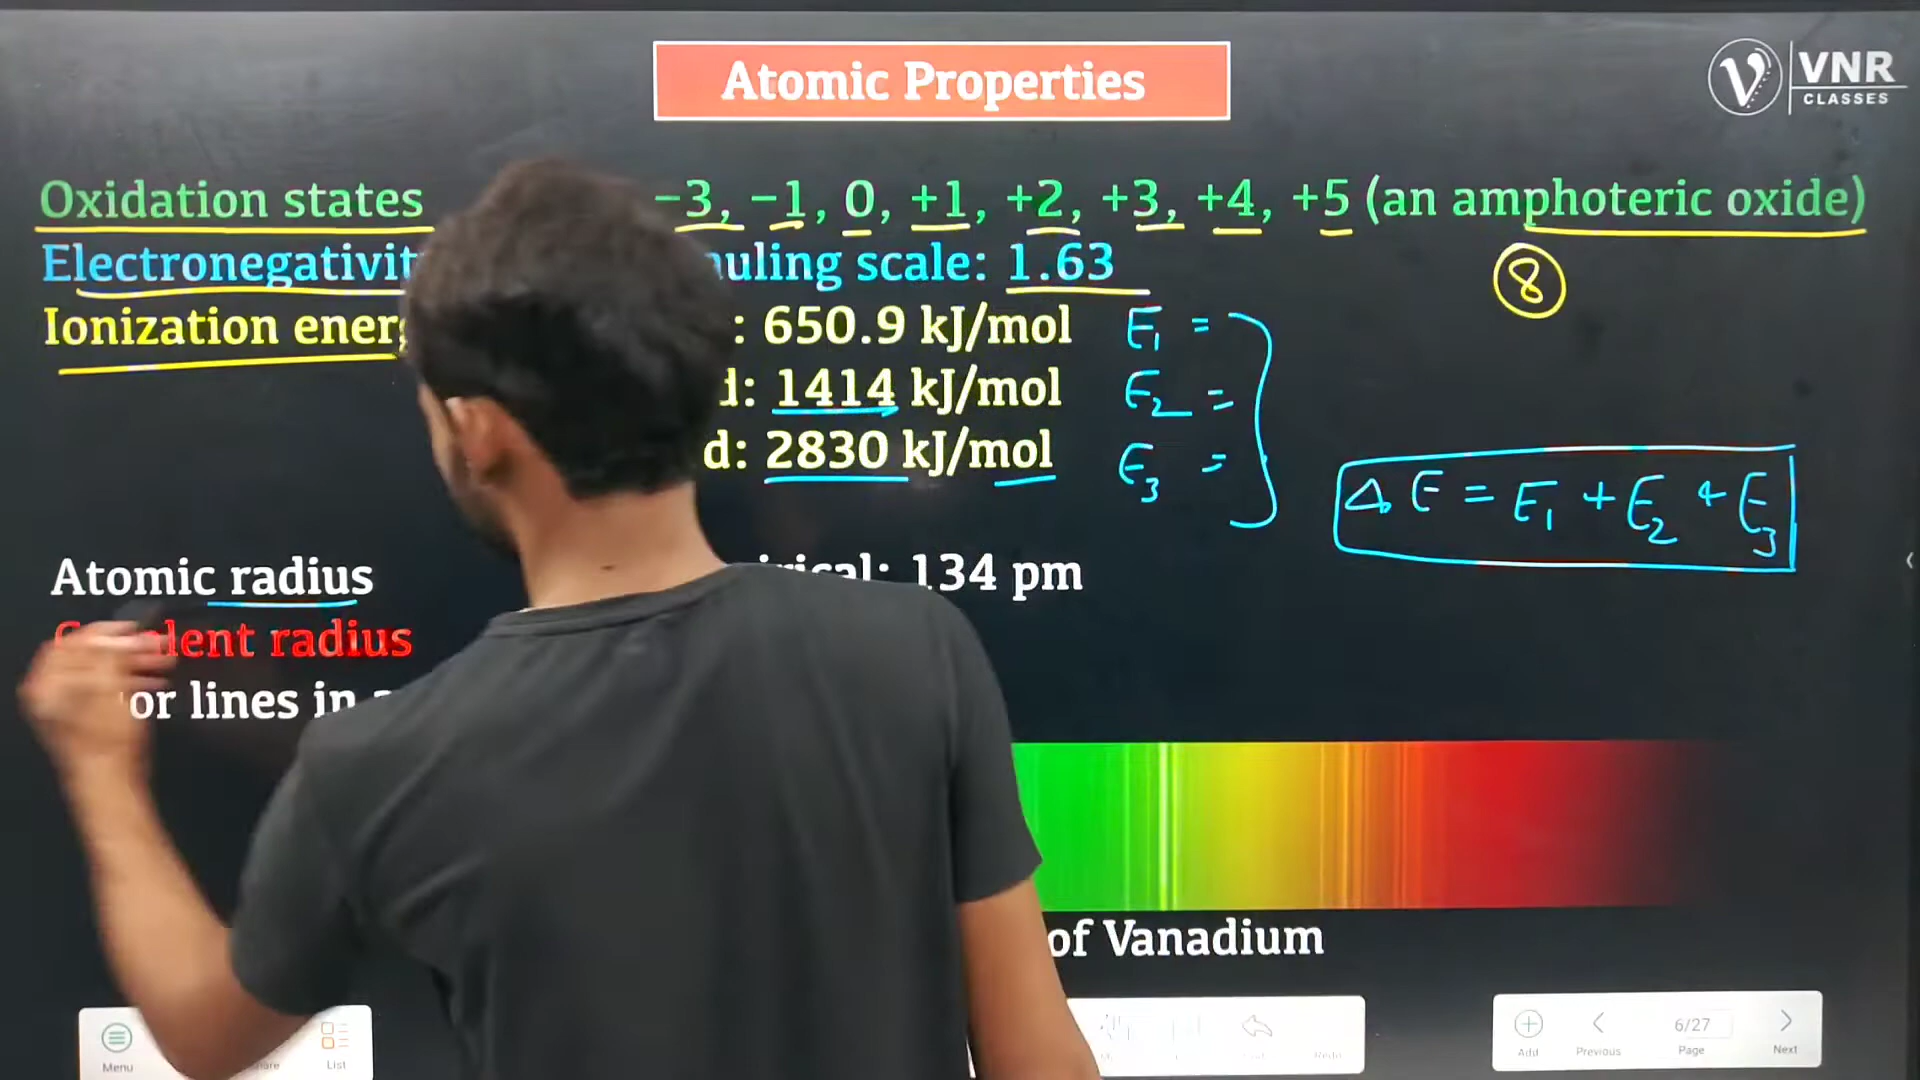 Atomic Properties
VNR
CLASSES
Oxidation states −3, −1, 0, +1, +2, +3, +4, +5 (an amphoteric oxide)
8
Electronegativit uling scale: 1.63
Ionization ener : 650.9 kJ/mol E1 =
d: 1414 kJ/mol E2 =
d: 2830 kJ/mol E3 =
Δ E = E1 + E2 + E3
Atomic radius irical: 134 pm
lent radius
or lines in
of Vanadium
Menu
List
Redo
Add
Previous
6/27
Page
Next